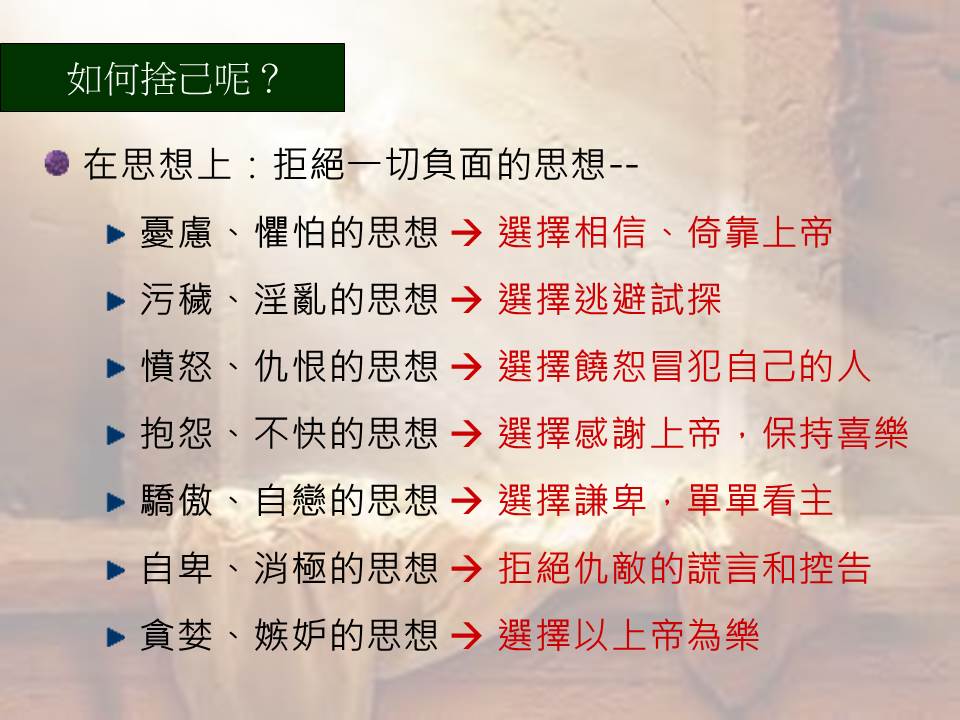 如何捨己呢？
在思想上：拒絕一切負面的思想--
憂慮、懼怕的思想 → 選擇相信、倚靠上帝
污穢、淫亂的思想 → 選擇逃避試探
憤怒、仇恨的思想 → 選擇饒恕冒犯自己的人
抱怨、不快的思想 → 選擇感謝上帝，保持喜樂
驕傲、自戀的思想 → 選擇謙卑，單單看主
自卑、消極的思想 → 拒絕仇敵的謊言和控告
貪婪、嫉妒的思想 → 選擇以上帝為樂